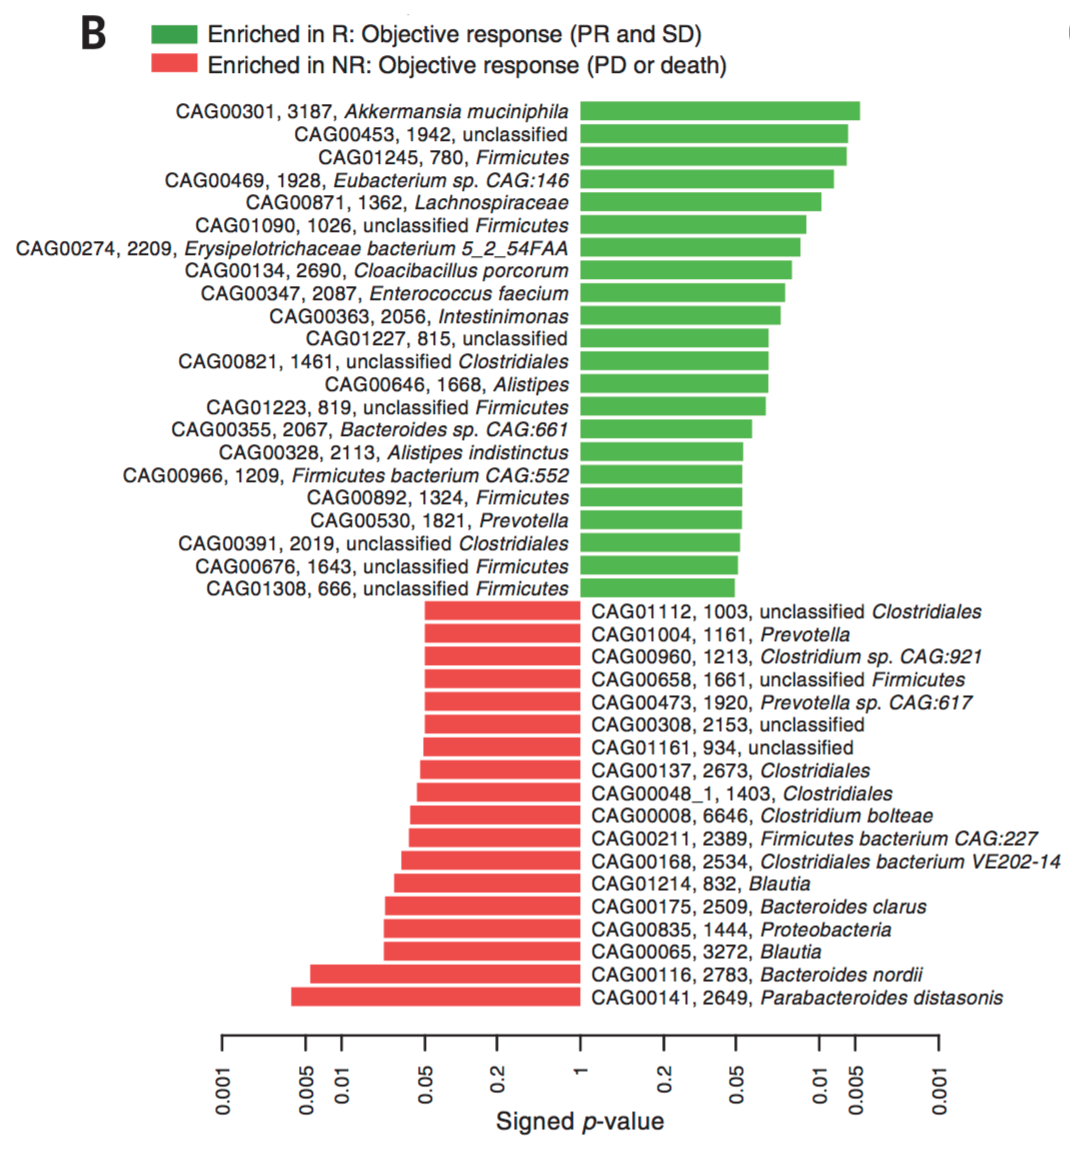 B
Enriched in R: Objective response (PR and SD)
Enriched in NR: Objective response (PD or death)
CAG00301, 3187, Akkermansia muciniphila
CAG00453, 1942, unclassified
CAG01245, 780, Firmicutes
CAG00469, 1928, Eubacterium sp. CAG:146
CAG00871, 1362, Lachnospiraceae
CAG01090, 1026, unclassified Firmicutes
CAG00274, 2209, Erysipelotrichaceae bacterium 5_2_54FAA
CAG00134, 2690, Cloacibacillus porcorum
CAG00347, 2087, Enterococcus faecium
CAG00363, 2056, Intestinimonas
CAG01227, 815, unclassified
CAG00821, 1461, unclassified Clostridiales
CAG00646, 1668, Alistipes
CAG01223, 819, unclassified Firmicutes
CAG00355, 2067, Bacteroides sp. CAG:661
CAG00328, 2113, Alistipes indistinctus
CAG00966, 1209, Firmicutes bacterium CAG:552
CAG00892, 1324, Firmicutes
CAG00530, 1821, Prevotella
CAG00391, 2019, unclassified Clostridiales
CAG00676, 1643, unclassified Firmicutes
CAG01308, 666, unclassified Firmicutes
CAG01112, 1003, unclassified Clostridiales
CAG01004, 1161, Prevotella
CAG00960, 1213, Clostridium sp. CAG:921
CAG00658, 1661, unclassified Firmicutes
CAG00473, 1920, Prevotella sp. CAG:617
CAG00308, 2153, unclassified
CAG01161, 934, unclassified
CAG00137, 2673, Clostridiales
CAG00048_1, 1403, Clostridiales
CAG00008, 6646, Clostridium bolteae
CAG00211, 2389, Firmicutes bacterium CAG:227
CAG00168, 2534, Clostridiales bacterium VE202-14
CAG01214, 832, Blautia
CAG00175, 2509, Bacteroides clarus
CAG00835, 1444, Proteobacteria
CAG00065, 3272, Blautia
CAG00116, 2783, Bacteroides nordii
CAG00141, 2649, Parabacteroides distasonis
0.001 0.005 0.01 0.05 0.2 1 0.2 0.05 0.01 0.005 0.001
Signed p-value